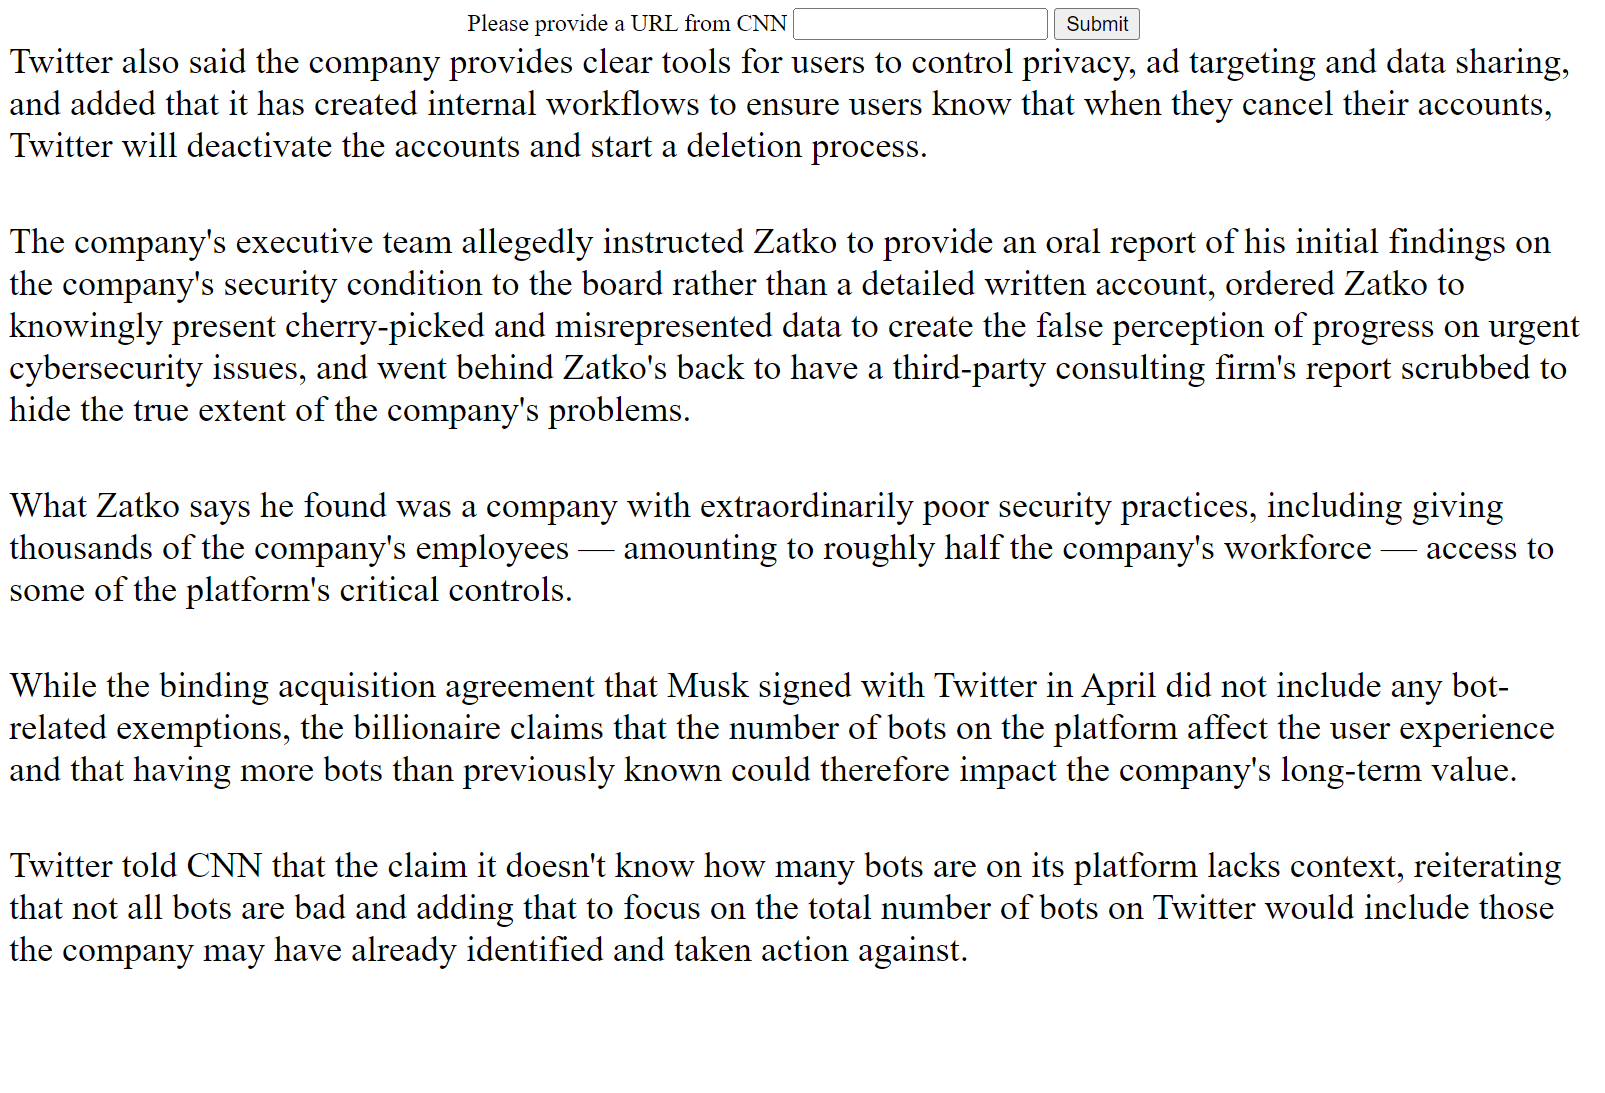 Please provide a URL from CNN Submit
Twitter also said the company provides clear tools for users to control privacy, ad targeting and data sharing,
and added that it has created internal workflows to ensure users know that when they cancel their accounts,
Twitter will deactivate the accounts and start a deletion process.
The company's executive team allegedly instructed Zatko to provide an oral report of his initial findings on
the company's security condition to the board rather than a detailed written account, ordered Zatko to
knowingly present cherry-picked and misrepresented data to create the false perception of progress on urgent
cybersecurity issues, and went behind Zatko's back to have a third-party consulting firm's report scrubbed to
hide the true extent of the company's problems.
What Zatko says he found was a company with extraordinarily poor security practices, including giving
thousands of the company's employees — amounting to roughly half the company's workforce — access to
some of the platform's critical controls.
While the binding acquisition agreement that Musk signed with Twitter in April did not include any bot-
related exemptions, the billionaire claims that the number of bots on the platform affect the user experience
and that having more bots than previously known could therefore impact the company's long-term value.
Twitter told CNN that the claim it doesn't know how many bots are on its platform lacks context, reiterating
that not all bots are bad and adding that to focus on the total number of bots on Twitter would include those
the company may have already identified and taken action against.